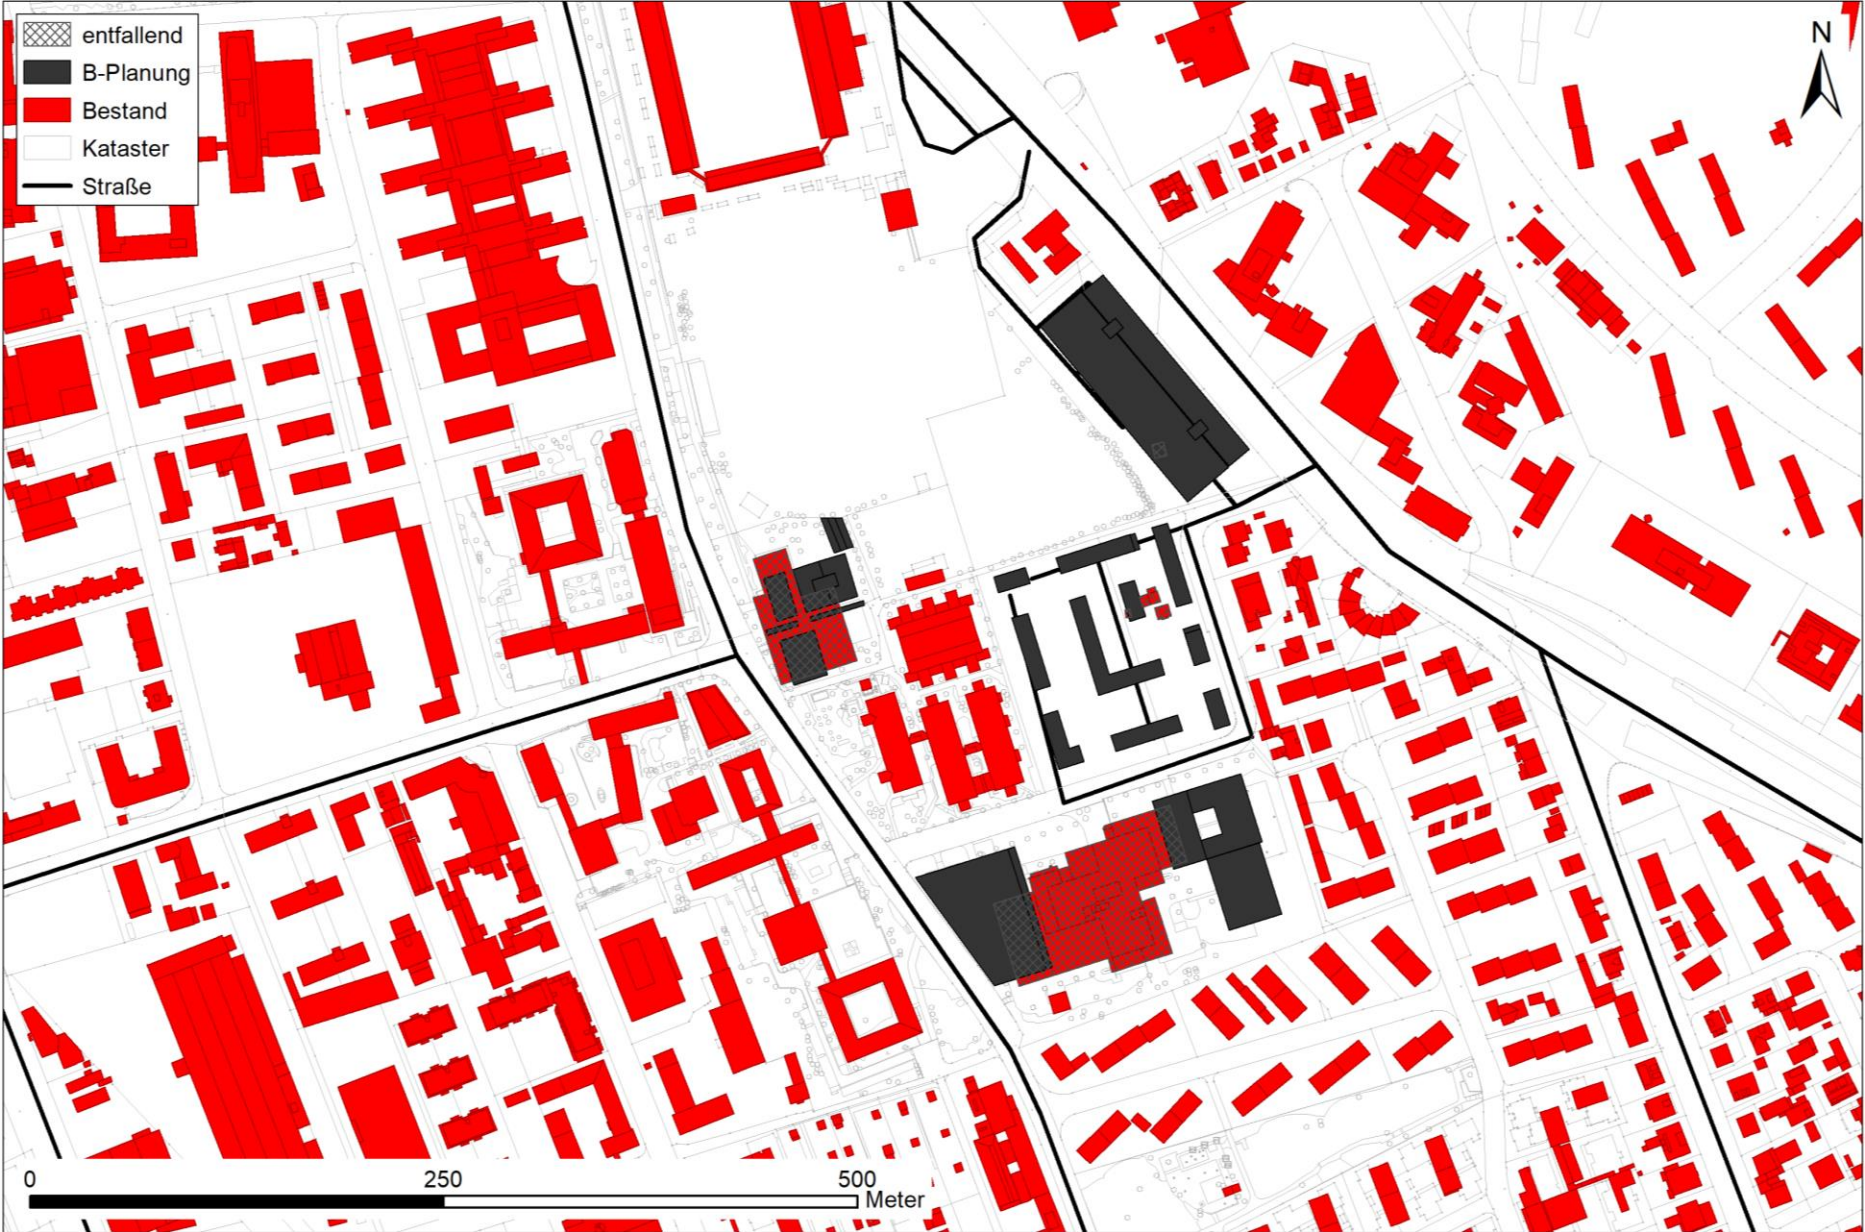 entfallend
B-Planung
Bestand
Kataster
Straße
N
0 250 500
Meter